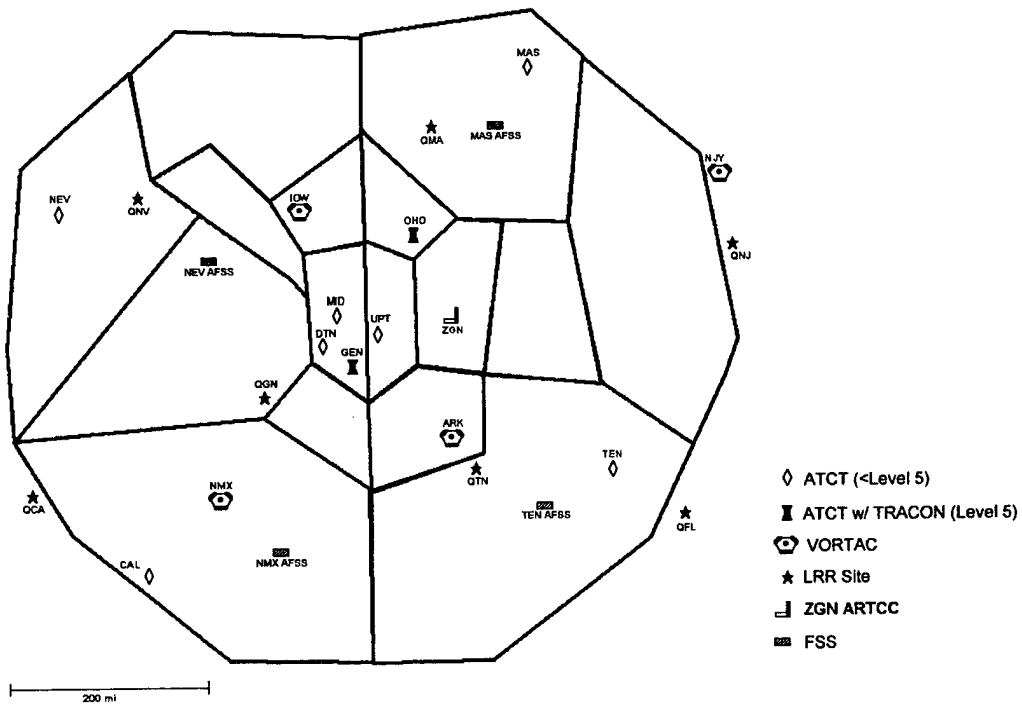 MAS
QMA
MAS AFSS
NJY
NEV
QNV
IOW
OHO
QNJ
NEV AFSS
MID
UPT
ZGN
DTN
GEN
QGN
ARK
TEN
QTN
NMX
QCA
TEN AFSS
QFL
NMX AFSS
CAL
ATCT (<Level 5)
ATCT w/ TRACON (Level 5)
VORTAC
LRR Site
ZGN ARTCC
FSS
200 mi